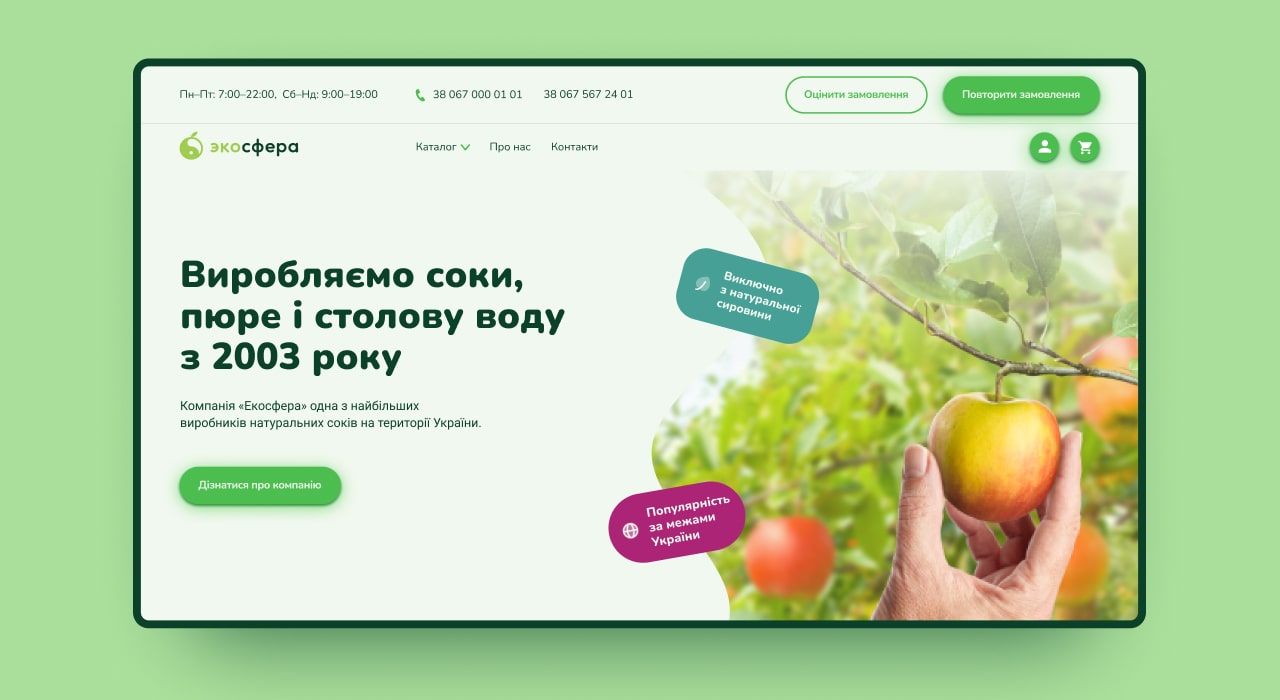 Пн–Пт: 7:00–22:00, Сб–Нд: 9:00–19:00
38 067 000 01 01
38 067 567 24 01
Оцінити замовлення
Повторити замовлення
экосфера
Каталог
Про нас
Контакти
Виробляємо соки,
пюре і столову воду
з 2003 року
Компанія «Екосфера» одна з найбільших
виробників натуральних соків на території України.
Дізнатися про компанію
Виключно
з натуральної
сировини
Популярність
за межами
України